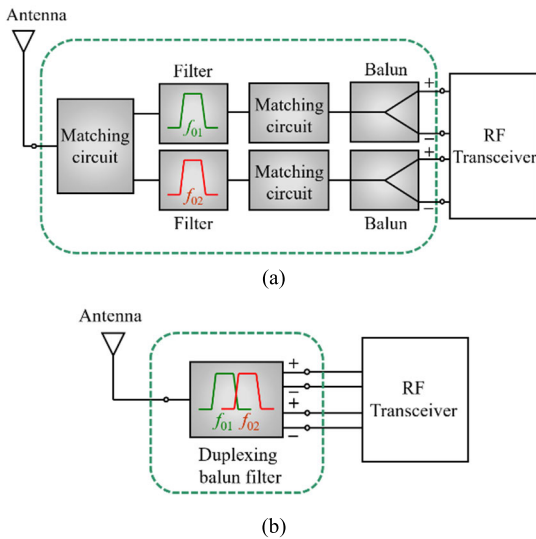 Antenna
Filter
Balun
Matching
circuit
f01
Matching
circuit
+
−
RF
Transceiver
f02
Matching
circuit
+
−
Filter
Balun
(a)
Antenna
f01 f02
+
−
+
−
RF
Transceiver
Duplexing
balun filter
(b)